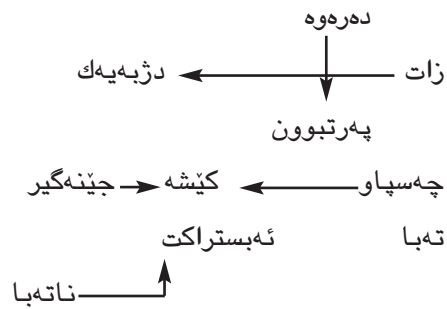 دەرەوە
زات دژبەیەك
پەرتبوون
چەسپاو کێشە جێنەگیر
تەبا ئەبستراکت
ناتەبا